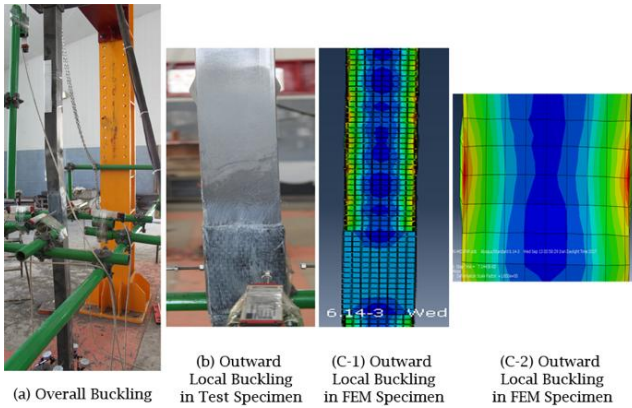 6.14-3 Wed
(a) Overall Buckling
(b) Outward
Local Buckling
in Test Specimen
(C-1) Outward
Local Buckling
in FEM Specimen
(C-2) Outward
Local Buckling
in FEM Specimen